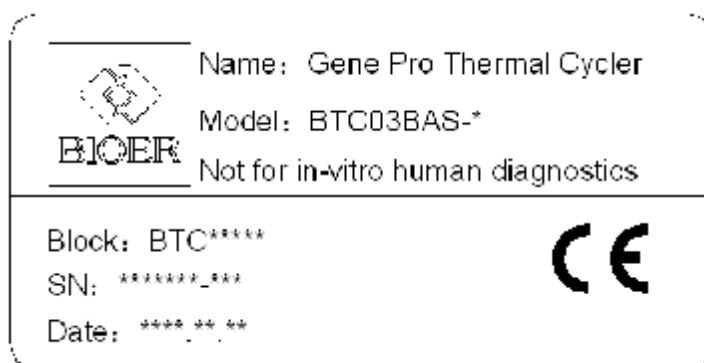 Name: Gene Pro Thermal Cycler
BIOER
Model: BTC03BAS-*
Not for in-vitro human diagnostics
Block: BTC*****
SN: *******-***
Date: ****.**.**
CE